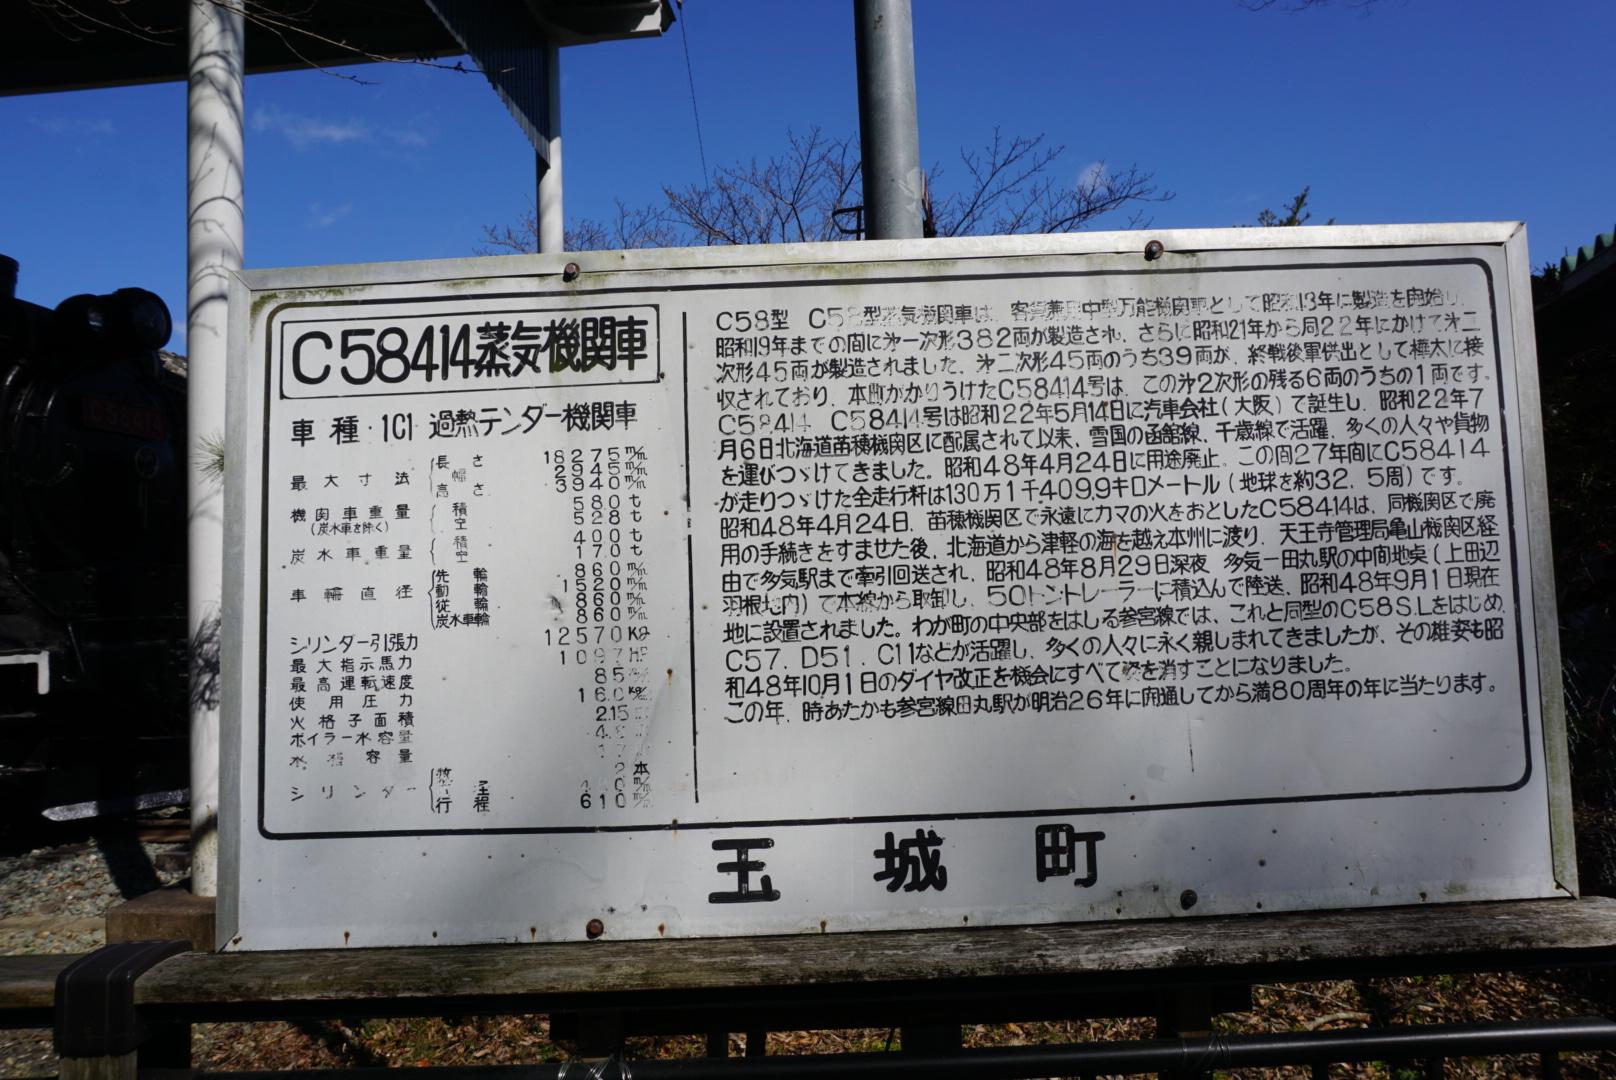 C58414蒸気機関車
車種・1C1 過熱テンダー機関車
最大寸法 長さ 18275m/m
幅 2945m/m
高さ 3940m/m
機関車重量 積 58.0t
(炭水車を除く) 空 52.8t
炭水車重量 積 40.0t
空 17.0t
車輪直径 先輪 860m/m
動輪 1520m/m
従輪 860m/m
炭水車輪 860m/m
シリンダー引張力 12570Kg
最大指示馬力 1097HP
最高運転速度 85
使用圧力 16.0
火格子面積 2.15
ボイラー水容量
水槽容量
2本
シリンダー
行程 610m/m
C58型 C58型蒸気機関車は、客貨兼用中型万能機関車として昭和13年に製造を開始し、
昭和19年までの間に㐧一次形382両が製造され、さらに昭和21年から同22年にかけて㐧二
次形45両が製造されました。㐧二次形45両のうち39両が、終戦後軍供出として樺太に接
収されており、本町がかりうけたC58414号は、この㐧2次形の残る6両のうちの1両です。
C58414 C58414号は昭和22年5月14日に汽車会社(大阪)で誕生し、昭和22年7
月6日北海道苗穂機関区に配属されて以来、雪国の函館線、千歳線で活躍、多くの人々や貨物
を運びつゞけてきました。昭和48年4月24日に用途廃止。この間27年間にC58414
が走りつゞけた全走行杆は130万1千409.9キロメートル(地球を約32.5周)です。
昭和48年4月24日、苗穂機関区で永遠にカマの火をおとしたC58414は、同機関区で廃
用の手続きをすませた後、北海道から津軽の海を越え本州に渡り、天王寺管理局亀山機関区経
由で多気駅まで牽引回送され、昭和48年8月29日深夜 多気ー田丸駅の中間地奌(上田辺
羽根地内)で本線から取卸し、50トントレーラーに積込んで陸送、昭和48年9月1日現在
地に設置されました。わが町の中央部をはしる参宮線では、これと同型のC58S.Lをはじめ、
C57、D51、C11などが活躍し、多くの人々に永く親しまれてきましたが、その雄姿も昭
和48年10月1日のダイヤ改正を機会にすべて姿を消すことになりました。
この年、時あたかも参宮線田丸駅が明治26年に開通してから満80周年の年に当たります。
玉城町